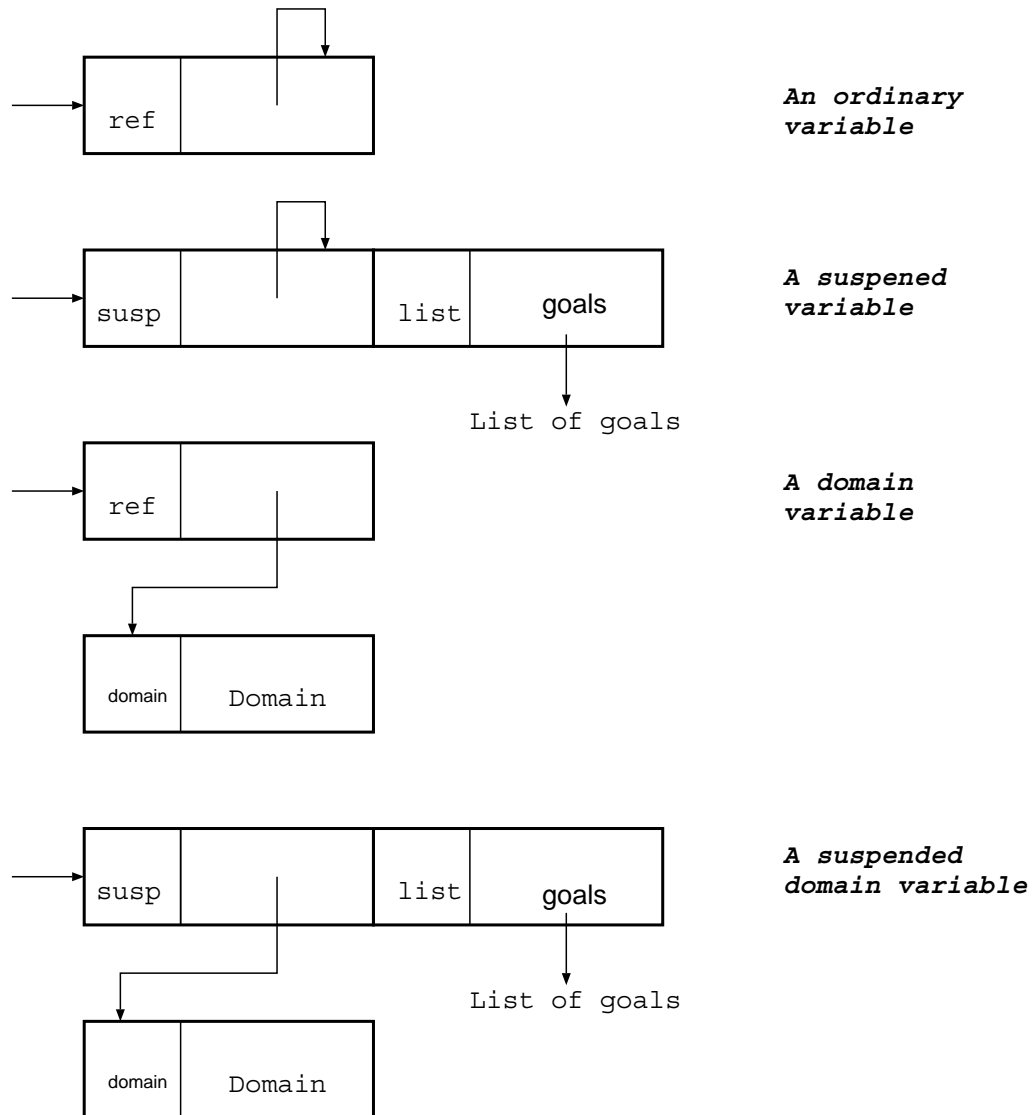 ref
An ordinary
variable
susp
list
goals
A suspened
variable
List of goals
ref
A domain
variable
domain
Domain
susp
list
goals
A suspended
domain variable
List of goals
domain
Domain